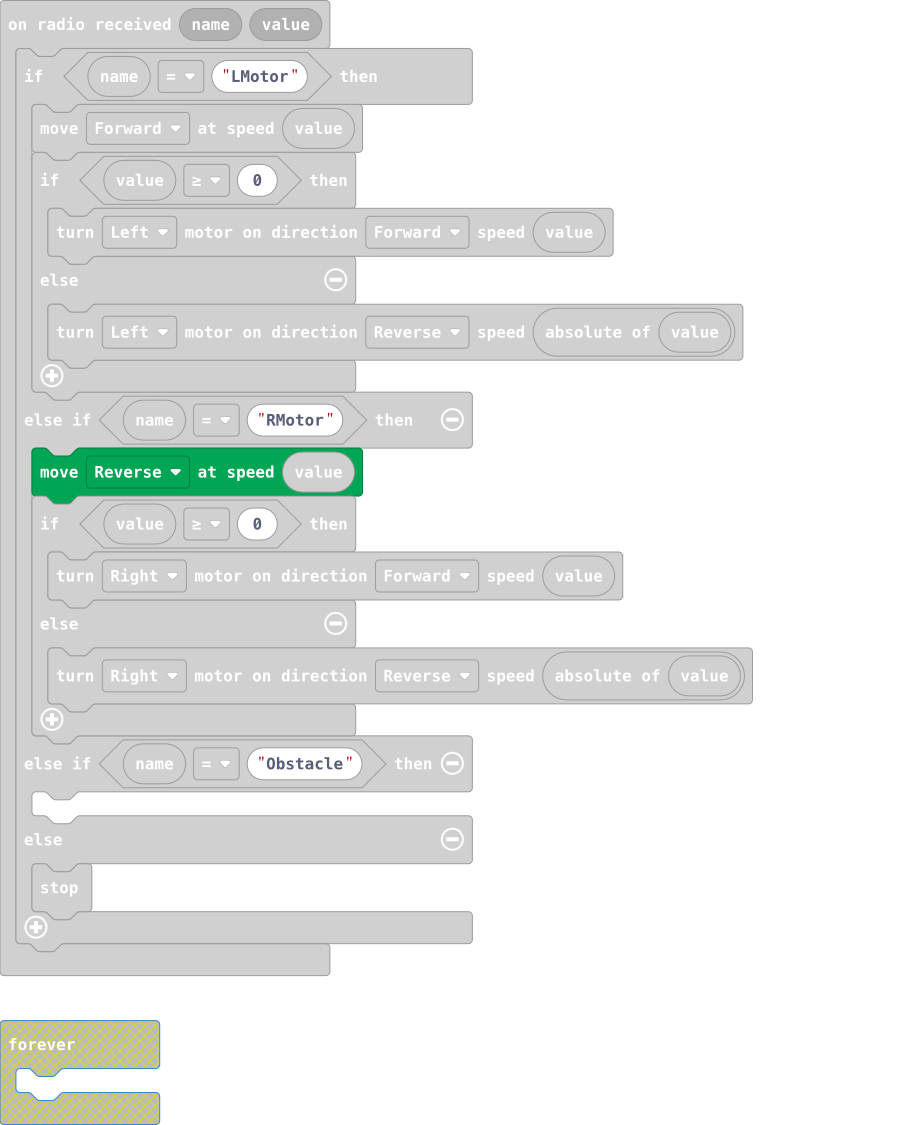 on radio received name value
if name = "LMotor" then
move Forward at speed value
if value ≥ 0 then
turn Left motor on direction Forward speed value
else
turn Left motor on direction Reverse speed absolute of value
else if name = "RMotor" then
move Reverse at speed value
if value ≥ 0 then
turn Right motor on direction Forward speed value
else
turn Right motor on direction Reverse speed absolute of value
else if name = "Obstacle" then
else
stop
forever